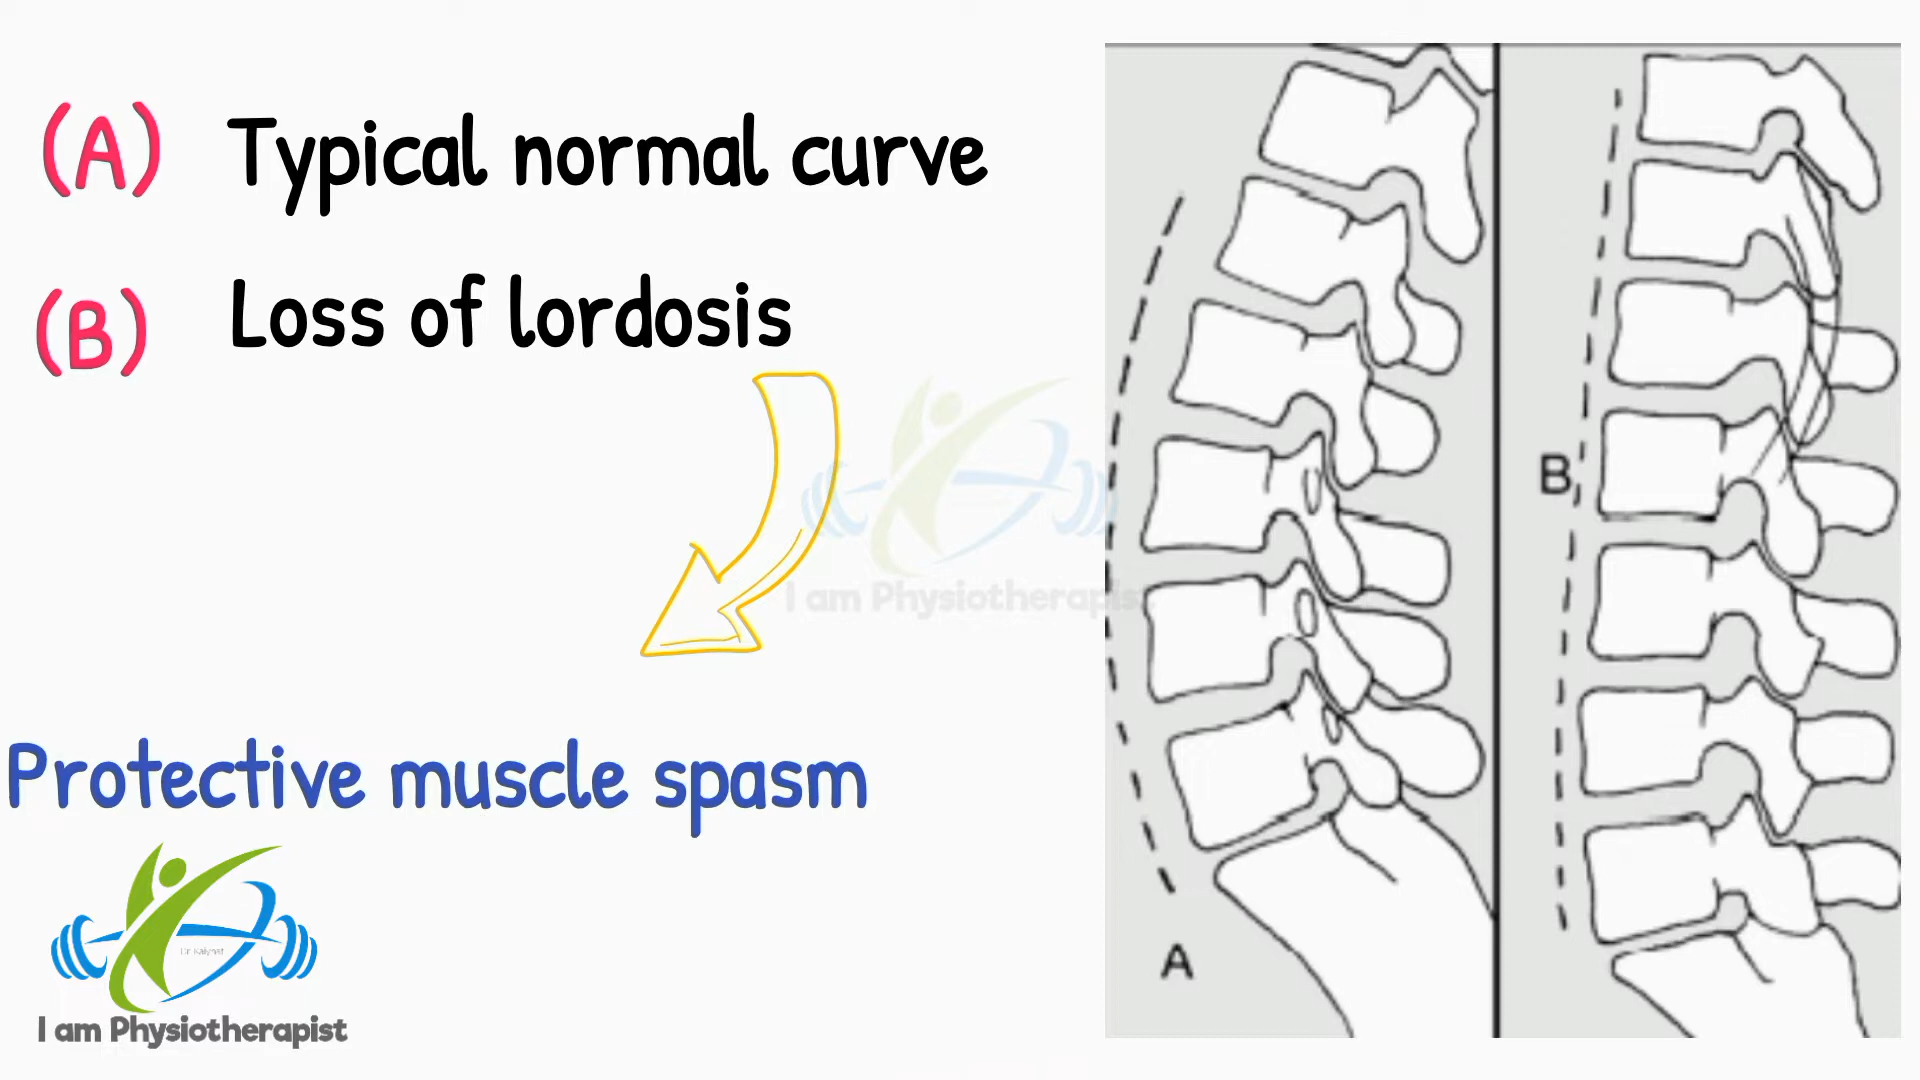 (A) Typical normal curve
(B) Loss of lordosis
Protective muscle spasm
I am Physiotherapist
I am Physiotherapist
B
A